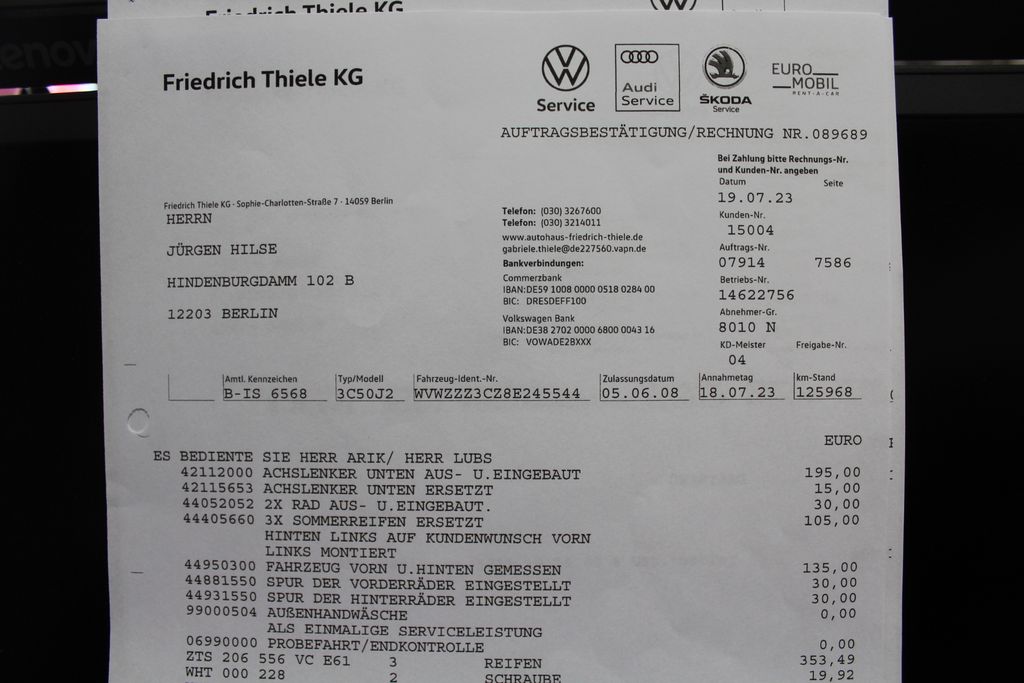 Friedrich Thiele KG
Friedrich Thiele KG
Service
Audi
Service
ŠKODA
Service
EURO
MOBIL
RENT-A-CAR
AUFTRAGSBESTÄTIGUNG/RECHNUNG NR.089689
Bei Zahlung bitte Rechnungs-Nr.
und Kunden-Nr. angeben
Datum Seite
19.07.23
Kunden-Nr.
15004
Auftrags-Nr.
07914 7586
Betriebs-Nr.
14622756
Abnehmer-Gr.
8010 N
KD-Meister Freigabe-Nr.
04
Friedrich Thiele KG · Sophie-Charlotten-Straße 7 · 14059 Berlin
HERRN
JÜRGEN HILSE
HINDENBURGDAMM 102 B
12203 BERLIN
Telefon: (030) 3267600
Telefon: (030) 3214011
www.autohaus-friedrich-thiele.de
gabriele.thiele@de227560.vapn.de
Bankverbindungen:
Commerzbank
IBAN:DE59 1008 0000 0518 0284 00
BIC: DRESDEFF100
Volkswagen Bank
IBAN:DE38 2702 0000 6800 0043 16
BIC: VOWADE2BXXX
Amtl. Kennzeichen Typ/Modell Fahrzeug-Ident.-Nr. Zulassungsdatum Annahmetag km-Stand
B-IS 6568 3C50J2 WVWZZZ3CZ8E245544 05.06.08 18.07.23 125968
EURO
ES BEDIENTE SIE HERR ARIK/ HERR LUBS
42112000 ACHSLENKER UNTEN AUS- U.EINGEBAUT 195,00
42115653 ACHSLENKER UNTEN ERSETZT 15,00
44052052 2X RAD AUS- U.EINGEBAUT. 30,00
44405660 3X SOMMERREIFEN ERSETZT 105,00
HINTEN LINKS AUF KUNDENWUNSCH VORN
LINKS MONTIERT
44950300 FAHRZEUG VORN U.HINTEN GEMESSEN 135,00
44881550 SPUR DER VORDERRÄDER EINGESTELLT 30,00
44931550 SPUR DER HINTERRÄDER EINGESTELLT 30,00
99000504 AUßENHANDWÄSCHE 0,00
ALS EINMALIGE SERVICELEISTUNG
06990000 PROBEFAHRT/ENDKONTROLLE 0,00
ZTS 206 556 VC E61 3 REIFEN 353,49
WHT 000 228 2 SCHRAUBE 19,92